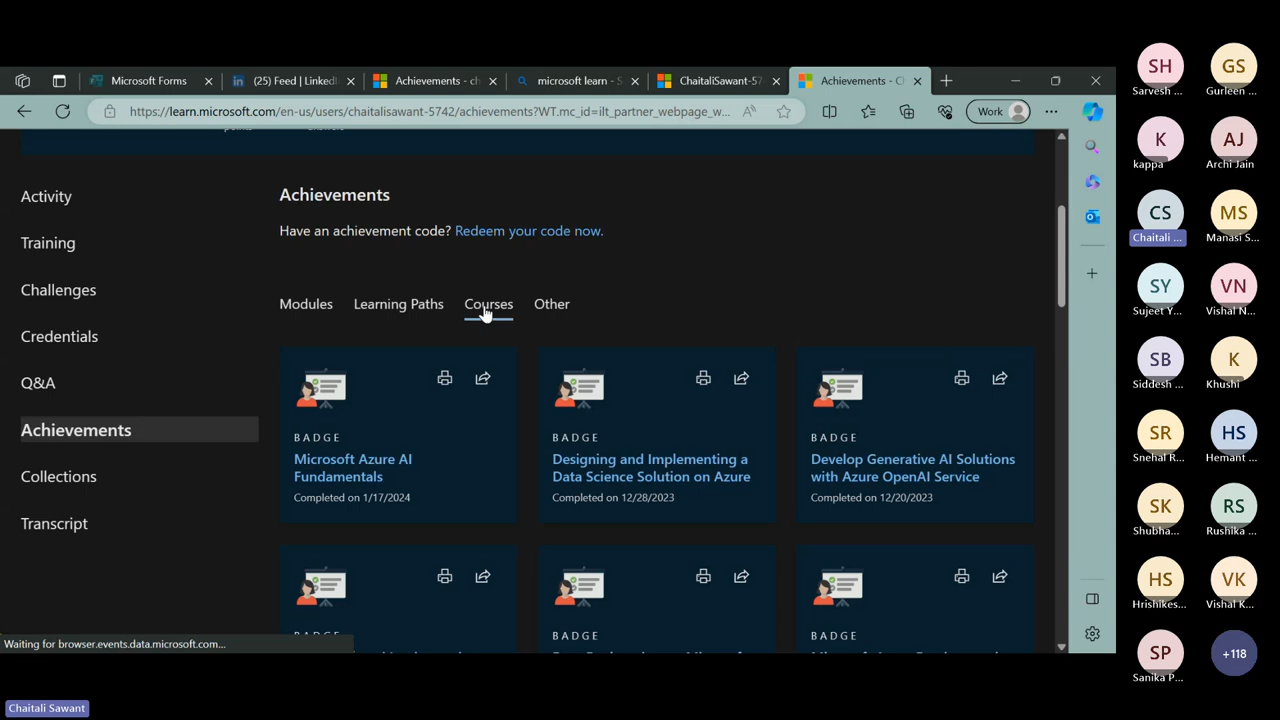 Microsoft Forms
(25) Feed | LinkedI
Achievements - ch
microsoft learn - S
ChaitaliSawant-57
Achievements - C
https://learn.microsoft.com/en-us/users/chaitalisawant-5742/achievements?WT.mc_id=ilt_partner_webpage_w...
Work
Activity
Training
Challenges
Credentials
Q&A
Achievements
Collections
Transcript
Achievements
Have an achievement code? Redeem your code now.
Modules
Learning Paths
Courses
Other
BADGE
Microsoft Azure AI
Fundamentals
Completed on 1/17/2024
BADGE
Designing and Implementing a
Data Science Solution on Azure
Completed on 12/28/2023
BADGE
Develop Generative AI Solutions
with Azure OpenAI Service
Completed on 12/20/2023
BADGE
BADGE
BADGE
Waiting for browser.events.data.microsoft.com...
SH
Sarvesh ...
GS
Gurleen ...
K
kappa
AJ
Archi Jain
CS
Chaitali ...
MS
Manasi S...
SY
Sujeet Y...
VN
Vishal N...
SB
Siddesh ...
K
Khushi
SR
Snehal R...
HS
Hemant ...
SK
Shubha...
RS
Rushika ...
HS
Hrishikes...
VK
Vishal K...
SP
Sanika P...
+118
Chaitali Sawant